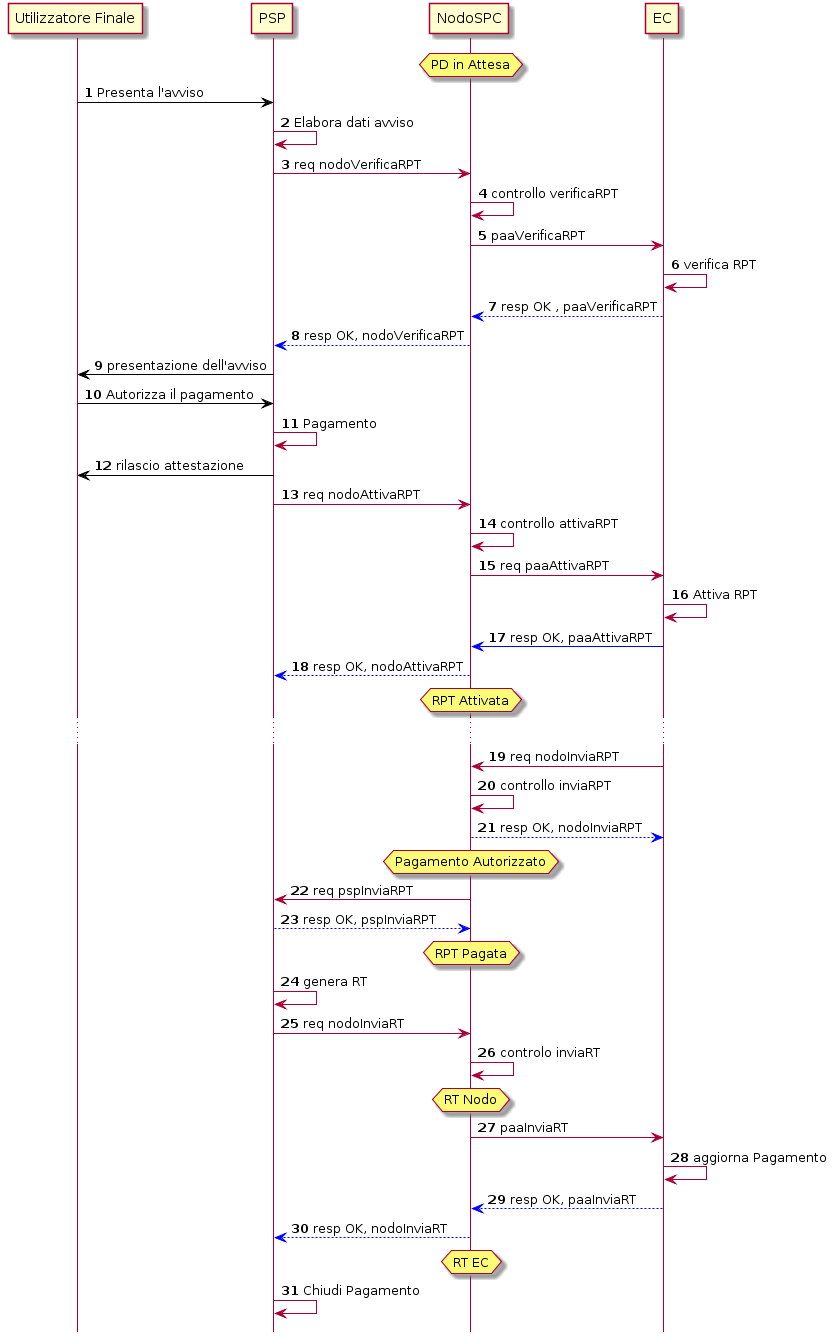 Utilizzatore Finale
PSP
NodoSPC
EC
PD in Attesa
1 Presenta l'avviso
2 Elabora dati avviso
3 req nodoVerificaRPT
4 controllo verificaRPT
5 paaVerificaRPT
6 verifica RPT
7 resp OK , paaVerificaRPT
8 resp OK, nodoVerificaRPT
9 presentazione dell'avviso
10 Autorizza il pagamento
11 Pagamento
12 rilascio attestazione
13 req nodoAttivaRPT
14 controllo attivaRPT
15 req paaAttivaRPT
16 Attiva RPT
17 resp OK, paaAttivaRPT
18 resp OK, nodoAttivaRPT
RPT Attivata
19 req nodoInviaRPT
20 controllo inviaRPT
21 resp OK, nodoInviaRPT
Pagamento Autorizzato
22 req pspInviaRPT
23 resp OK, pspInviaRPT
RPT Pagata
24 genera RT
25 req nodoInviaRT
26 controlo inviaRT
RT Nodo
27 paaInviaRT
28 aggiorna Pagamento
29 resp OK, paaInviaRT
30 resp OK, nodoInviaRT
RT EC
31 Chiudi Pagamento